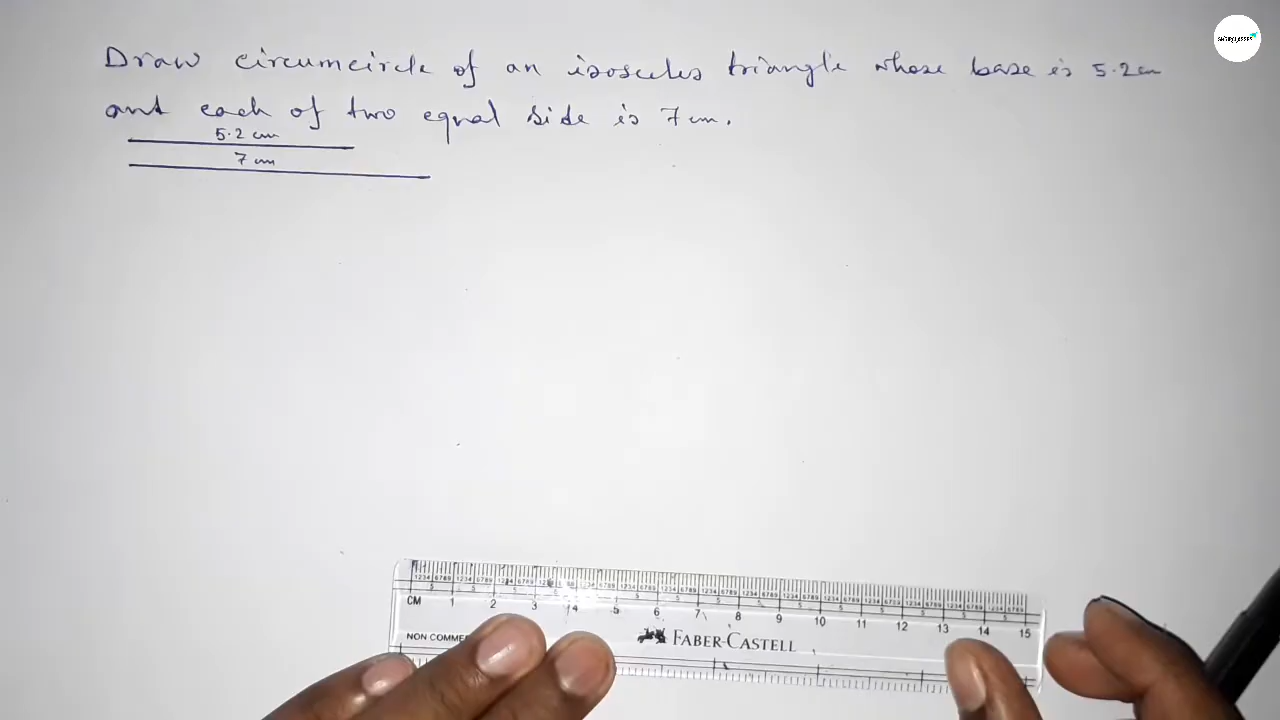 Draw circumcircle of an isosceles triangle whose base is 5.2cm
and each of two equal side is 7cm.
5.2 cm
7 cm
CM 1 2 3 4 5 6 7 8 9 10 11 12 13 14 15
NON COMME
FABER-CASTELL